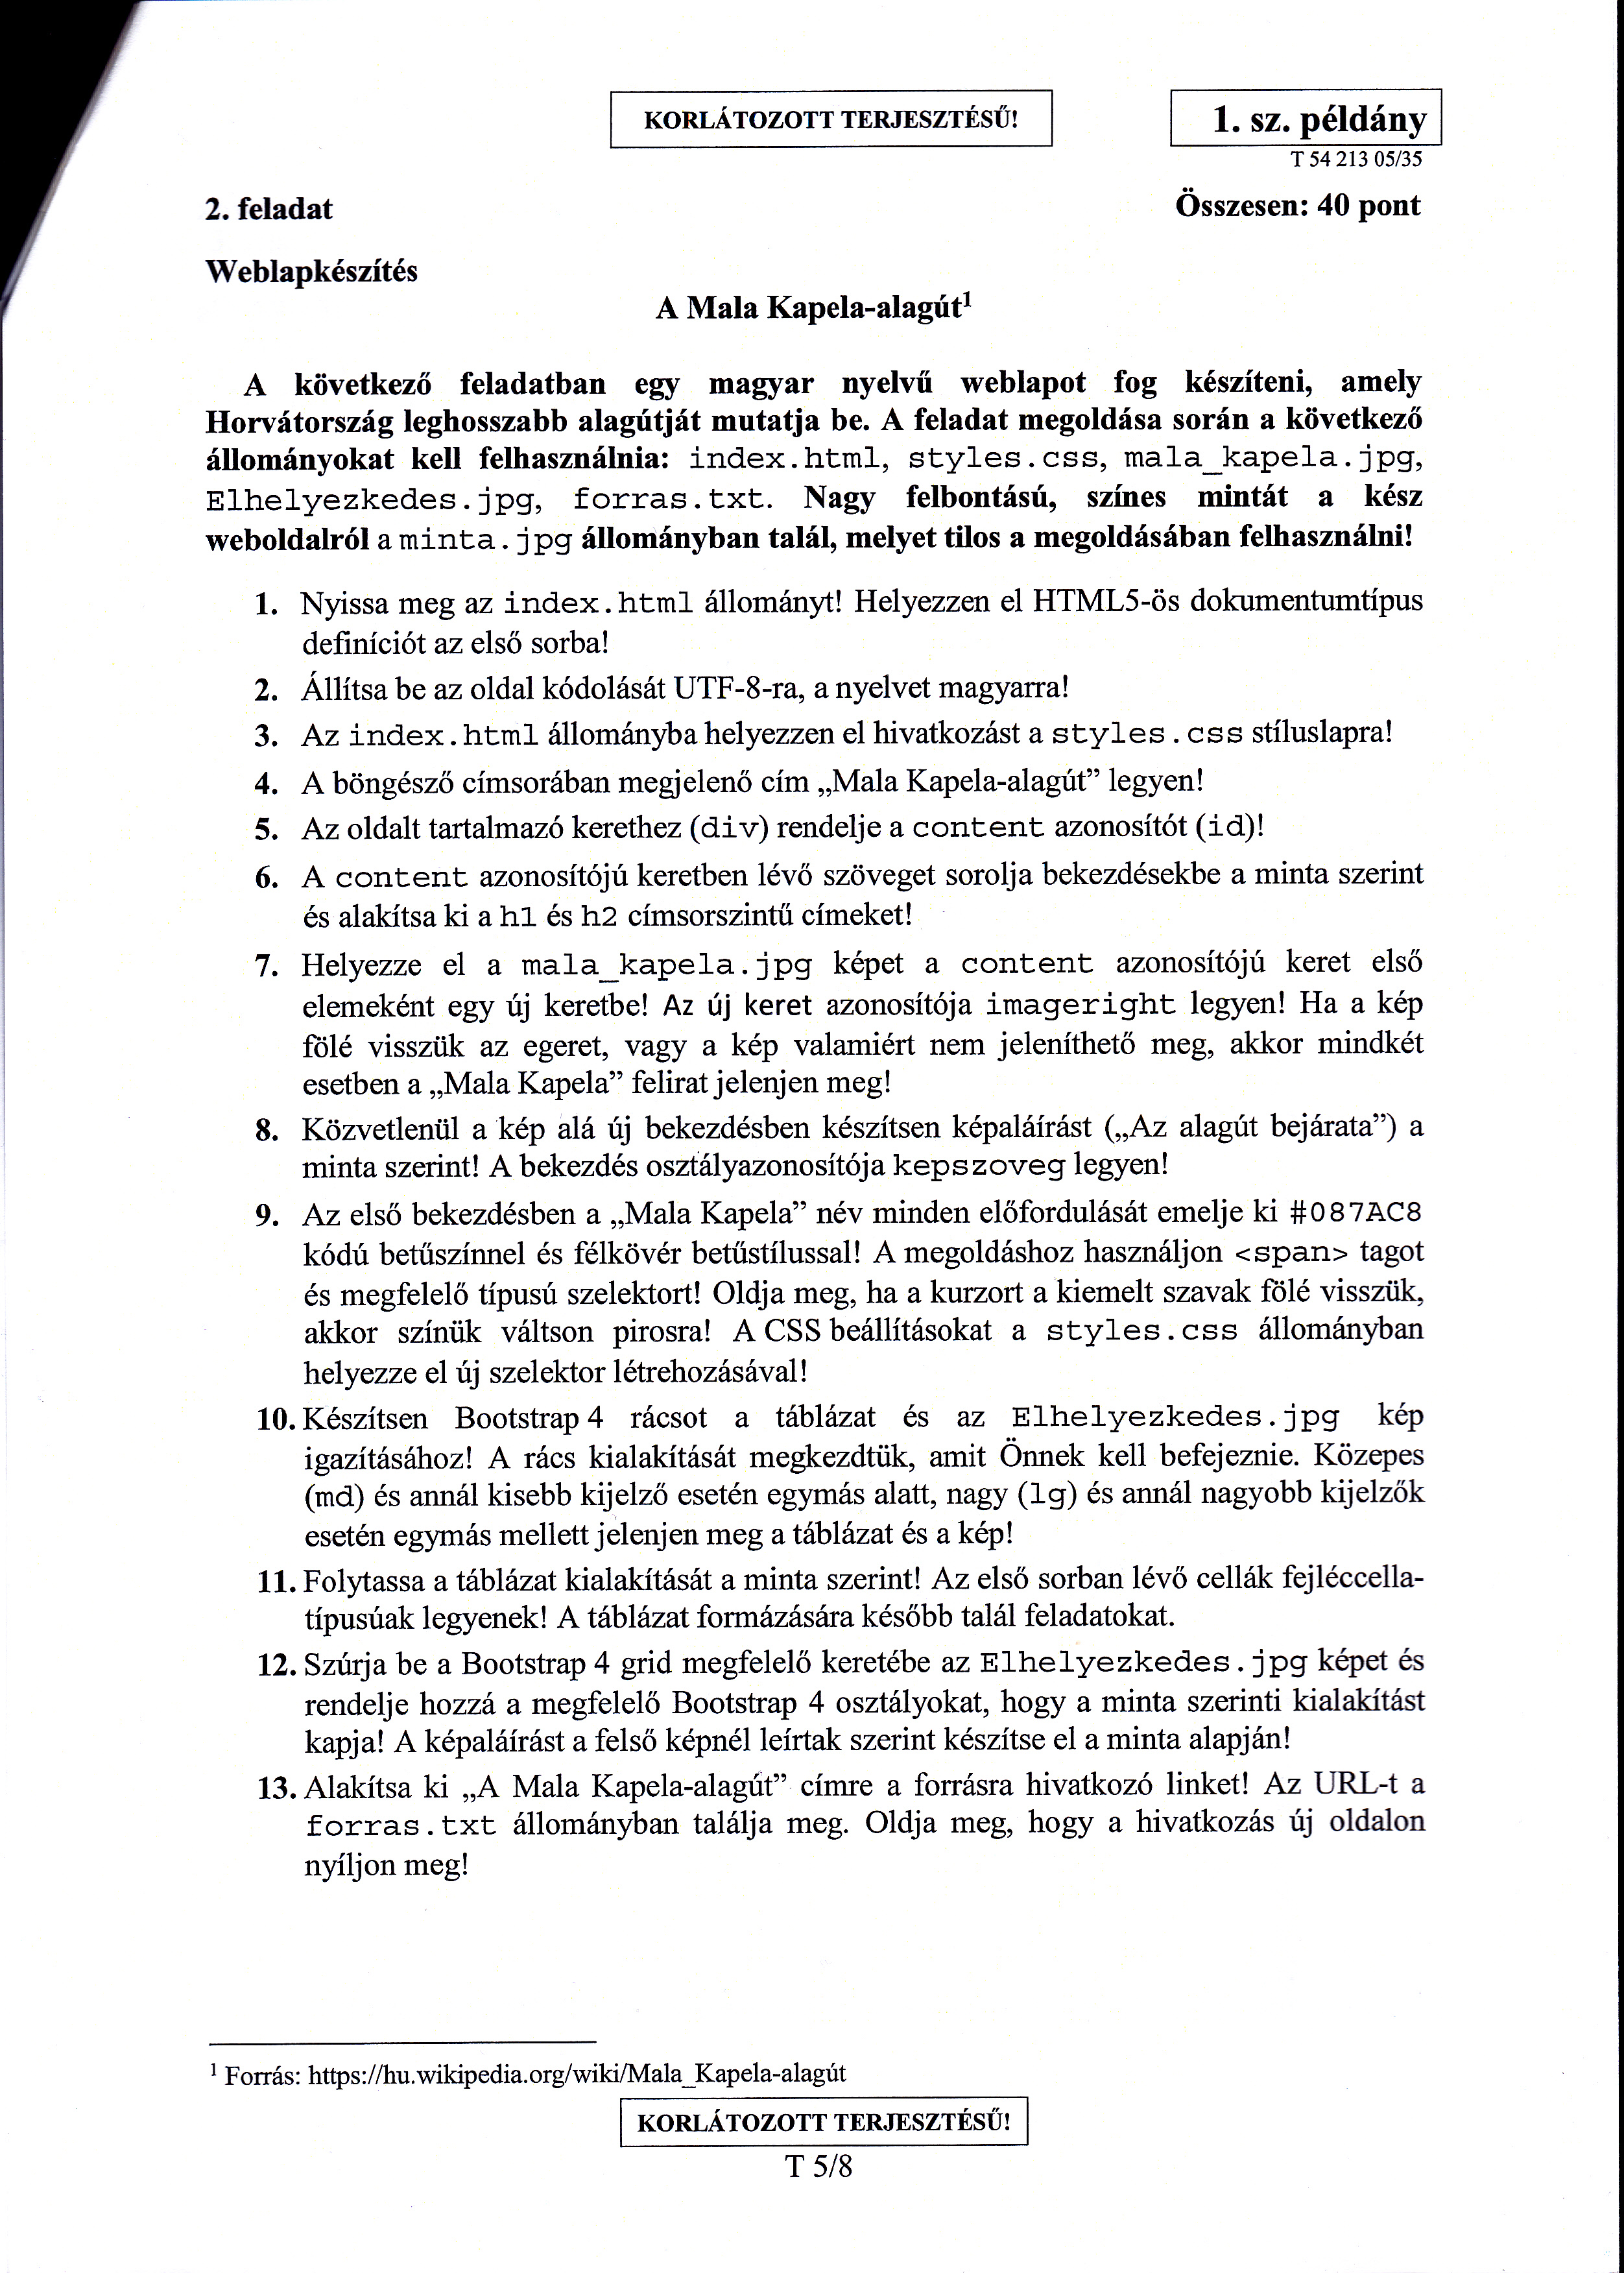 KORLÁTOZOTT TERJESZTÉSŰ!
1. sz. példány
T 54 213 05/35
2. feladat
Összesen: 40 pont
Weblapkészítés
A Mala Kapela-alagút¹
A következő feladatban egy magyar nyelvű weblapot fog készíteni, amely
Horvátország leghosszabb alagútját mutatja be. A feladat megoldása során a következő
állományokat kell felhasználnia: index.html, styles.css, mala_kapela.jpg,
Elhelyezkedes.jpg, forras.txt. Nagy felbontású, színes mintát a kész
weboldalról a minta.jpg állományban talál, melyet tilos a megoldásában felhasználni!
1. Nyissa meg az index.html állományt! Helyezzen el HTML5-ös dokumentumtípus
definíciót az első sorba!
2. Állítsa be az oldal kódolását UTF-8-ra, a nyelvet magyarra!
3. Az index.html állományba helyezzen el hivatkozást a styles.css stíluslapra!
4. A böngésző címsorában megjelenő cím „Mala Kapela-alagút” legyen!
5. Az oldalt tartalmazó kerethez (div) rendelje a content azonosítót (id)!
6. A content azonosítójú keretben lévő szöveget sorolja bekezdésekbe a minta szerint
és alakítsa ki a h1 és h2 címsorszintű címeket!
7. Helyezze el a mala_kapela.jpg képet a content azonosítójú keret első
elemeként egy új keretbe! Az új keret azonosítója imageright legyen! Ha a kép
fölé visszük az egeret, vagy a kép valamiért nem jeleníthető meg, akkor mindkét
esetben a „Mala Kapela” felirat jelenjen meg!
8. Közvetlenül a kép alá új bekezdésben készítsen képaláírást („Az alagút bejárata”) a
minta szerint! A bekezdés osztályazonosítója kepszoveg legyen!
9. Az első bekezdésben a „Mala Kapela” név minden előfordulását emelje ki #087AC8
kódú betűszínnel és félkövér betűstílussal! A megoldáshoz használjon <span> tagot
és megfelelő típusú szelektort! Oldja meg, ha a kurzort a kiemelt szavak fölé visszük,
akkor színük váltson pirosra! A CSS beállításokat a styles.css állományban
helyezze el új szelektor létrehozásával!
10. Készítsen Bootstrap 4 rácsot a táblázat és az Elhelyezkedes.jpg kép
igazításához! A rács kialakítását megkezdtük, amit Önnek kell befejeznie. Közepes
(md) és annál kisebb kijelző esetén egymás alatt, nagy (lg) és annál nagyobb kijelzők
esetén egymás mellett jelenjen meg a táblázat és a kép!
11. Folytassa a táblázat kialakítását a minta szerint! Az első sorban lévő cellák fejléccella-
típusúak legyenek! A táblázat formázására később talál feladatokat.
12. Szúrja be a Bootstrap 4 grid megfelelő keretébe az Elhelyezkedes.jpg képet és
rendelje hozzá a megfelelő Bootstrap 4 osztályokat, hogy a minta szerinti kialakítást
kapja! A képaláírást a felső képnél leírtak szerint készítse el a minta alapján!
13. Alakítsa ki „A Mala Kapela-alagút” címre a forrásra hivatkozó linket! Az URL-t a
forras.txt állományban találja meg. Oldja meg, hogy a hivatkozás új oldalon
nyíljon meg!
¹ Forrás: https://hu.wikipedia.org/wiki/Mala_Kapela-alagút
KORLÁTOZOTT TERJESZTÉSŰ!
T 5/8